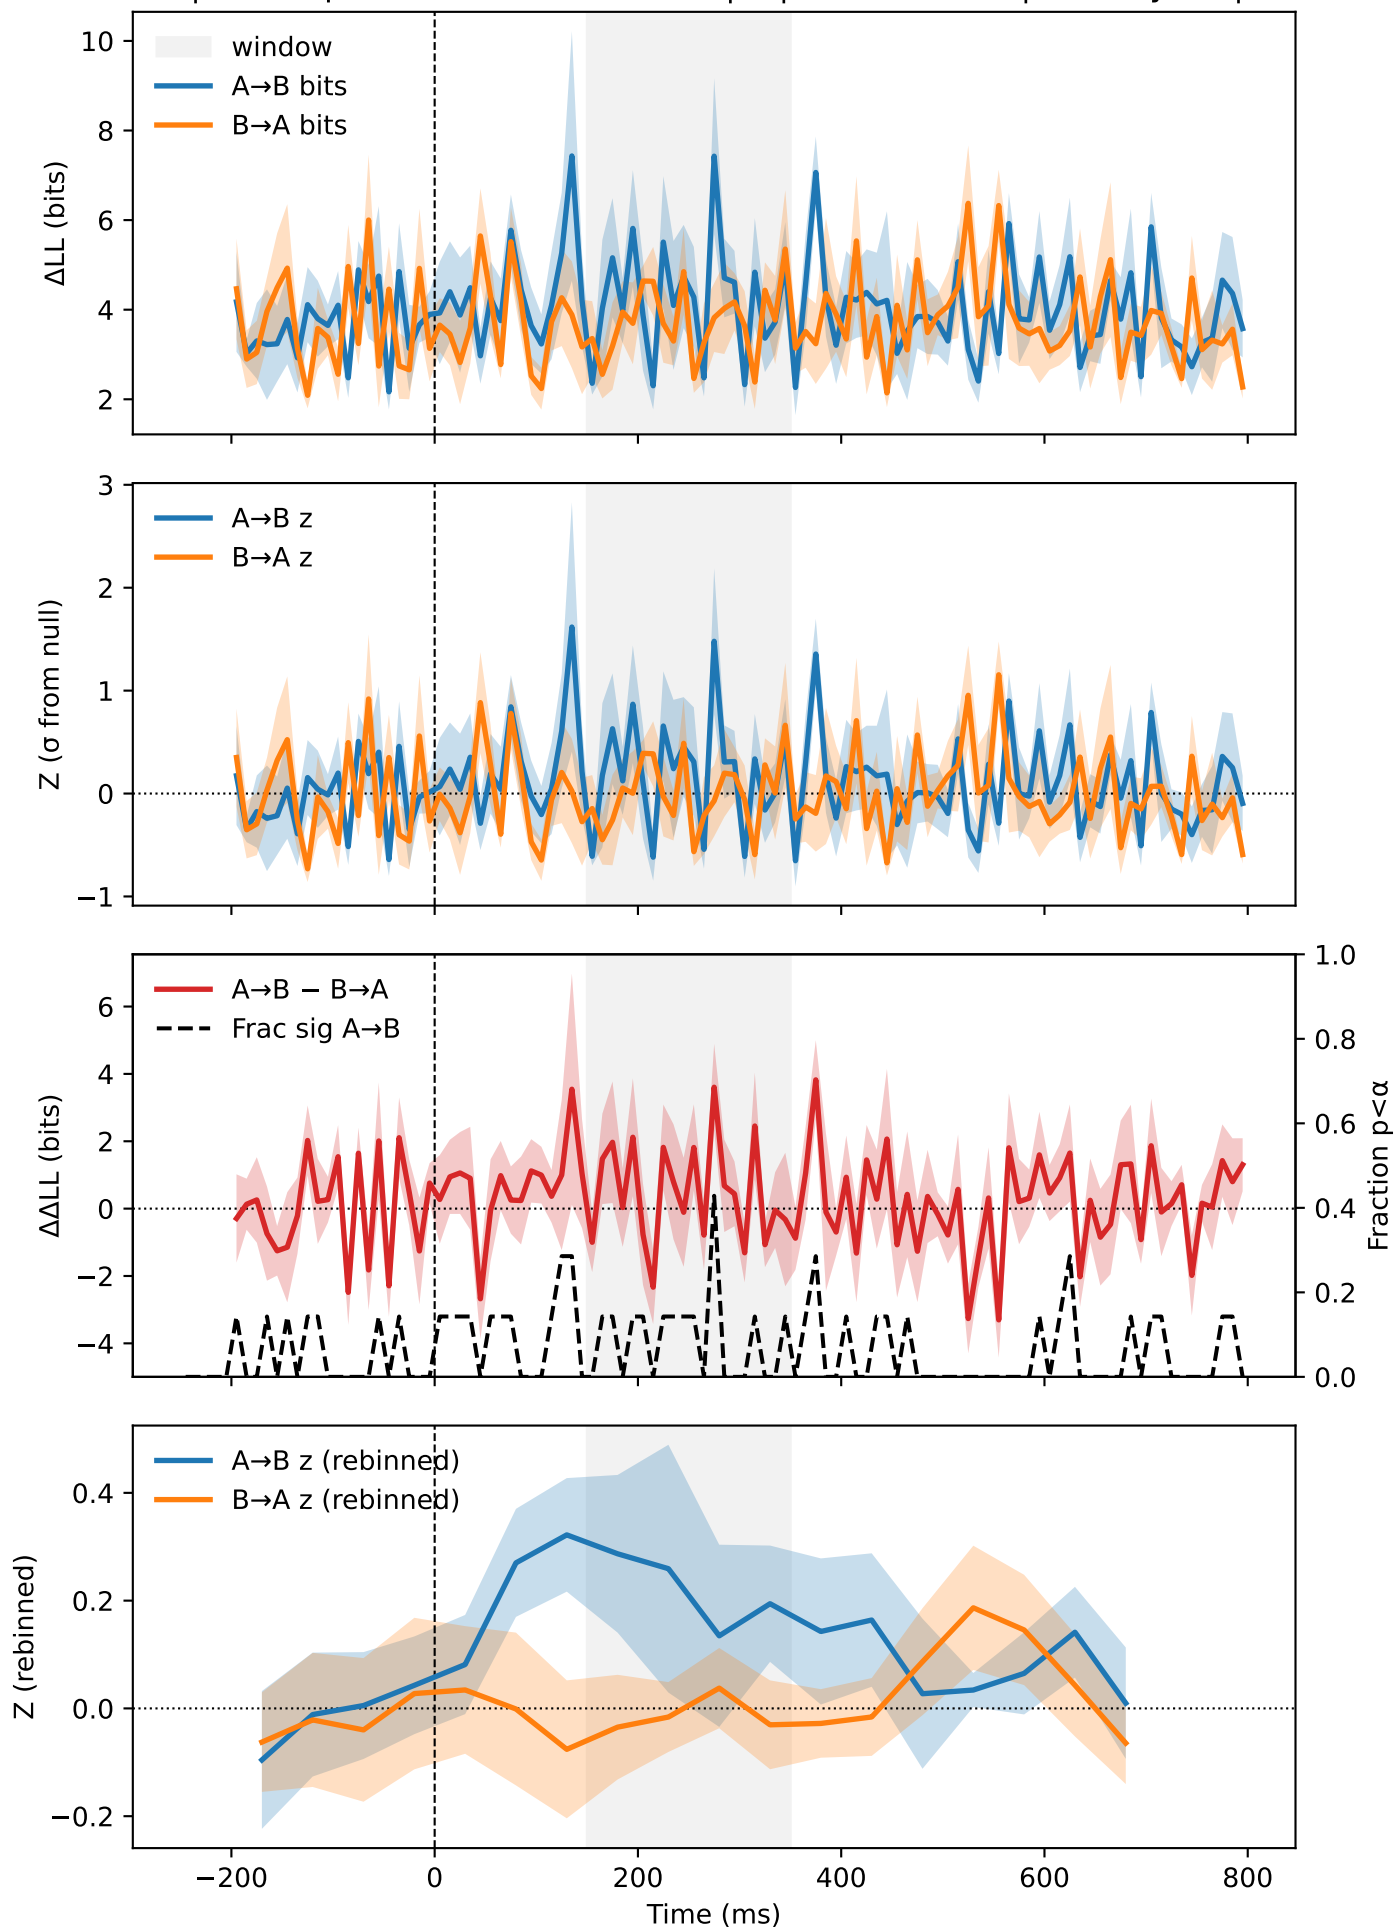 10
8
6
4
2
ΔLL (bits)
window
A→B bits
B→A bits
3
2
1
0
−1
Z (σ from null)
A→B z
B→A z
6
4
2
0
−2
−4
ΔΔLL (bits)
A→B − B→A
Frac sig A→B
1.0
0.8
0.6
0.4
0.2
0.0
Fraction p<α
0.4
0.2
0.0
−0.2
Z (rebinned)
A→B z (rebinned)
B→A z (rebinned)
−200
0
200
400
600
800
Time (ms)